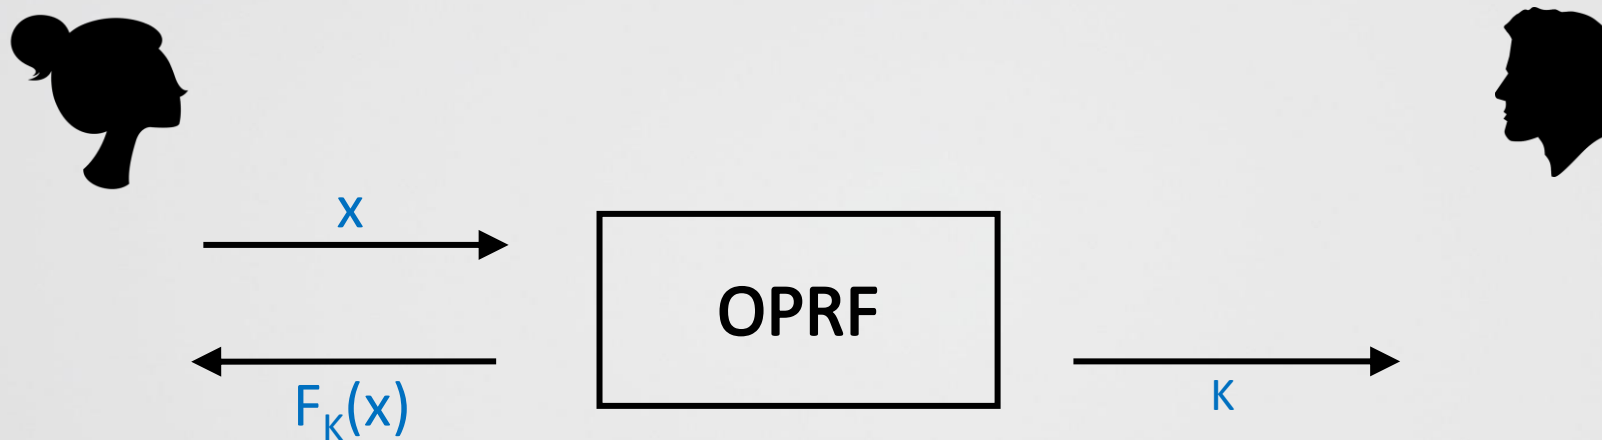 x
OPRF
F_K(x)
K